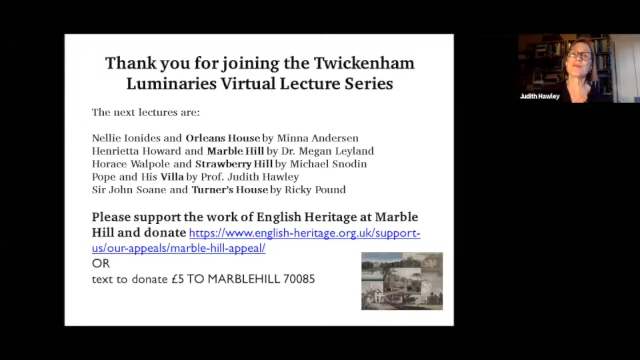 Thank you for joining the Twickenham
Luminaries Virtual Lecture Series
The next lectures are:
Nellie Ionides and Orleans House by Minna Andersen
Henrietta Howard and Marble Hill by Dr. Megan Leyland
Horace Walpole and Strawberry Hill by Michael Snodin
Pope and His Villa by Prof. Judith Hawley
Sir John Soane and Turner's House by Ricky Pound
Please support the work of English Heritage at Marble
Hill and donate https://www.english-heritage.org.uk/support-
us/our-appeals/marble-hill-appeal/
OR
text to donate £5 TO MARBLEHILL 70085
Judith Hawley